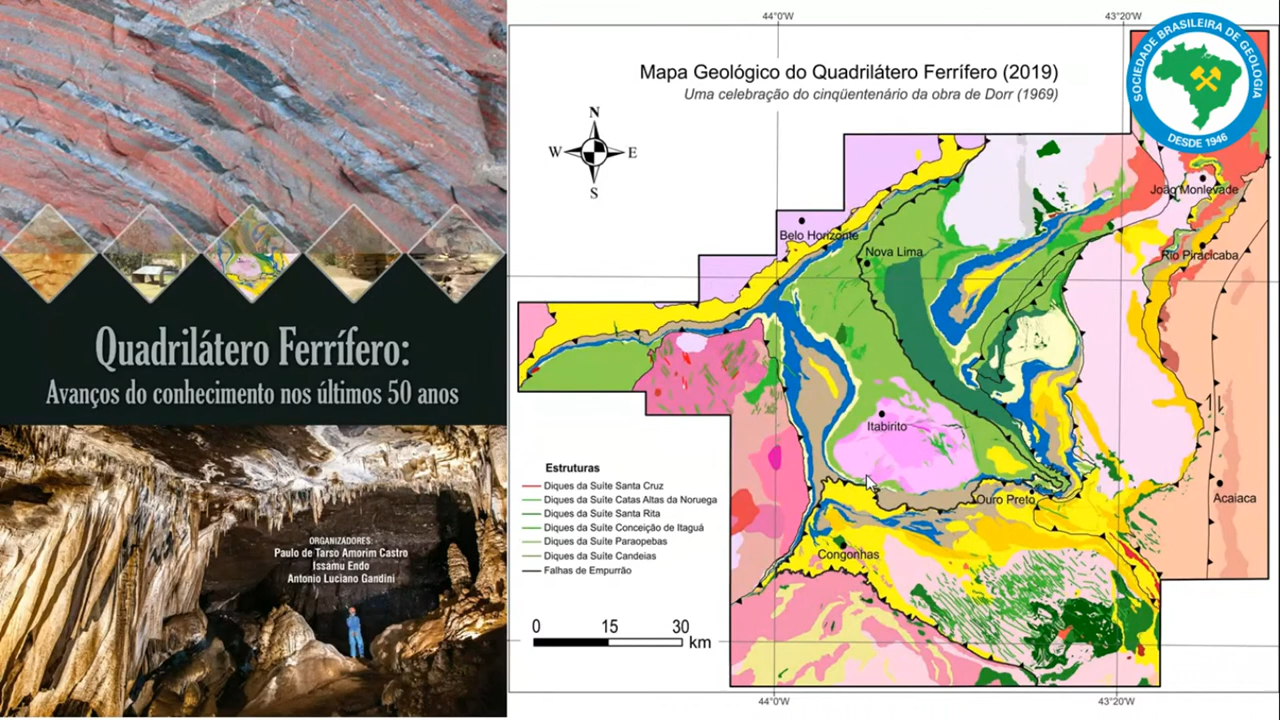 Quadrilátero Ferrífero:
Avanços do conhecimento nos últimos 50 anos
ORGANIZADORES:
Paulo de Tarso Amorim Castro
Issamu Endo
Antonio Luciano Gandini
44°0'W
43°20'W
SOCIEDADE BRASILEIRA DE GEOLOGIA
DESDE 1946
Mapa Geológico do Quadrilátero Ferrífero (2019)
Uma celebração do cinqüentenário da obra de Dorr (1969)
N
W
E
S
João Monlevade
Belo Horizonte
Nova Lima
Rio Piracicaba
Itabirito
Ouro Preto
Acaiaca
Congonhas
Estruturas
Diques da Suíte Santa Cruz
Diques da Suíte Catas Altas da Noruega
Diques da Suíte Santa Rita
Diques da Suíte Conceição de Itaguá
Diques da Suíte Paraopebas
Diques da Suíte Candeias
Falhas de Empurrão
0 15 30
km
44°0'W
43°20'W